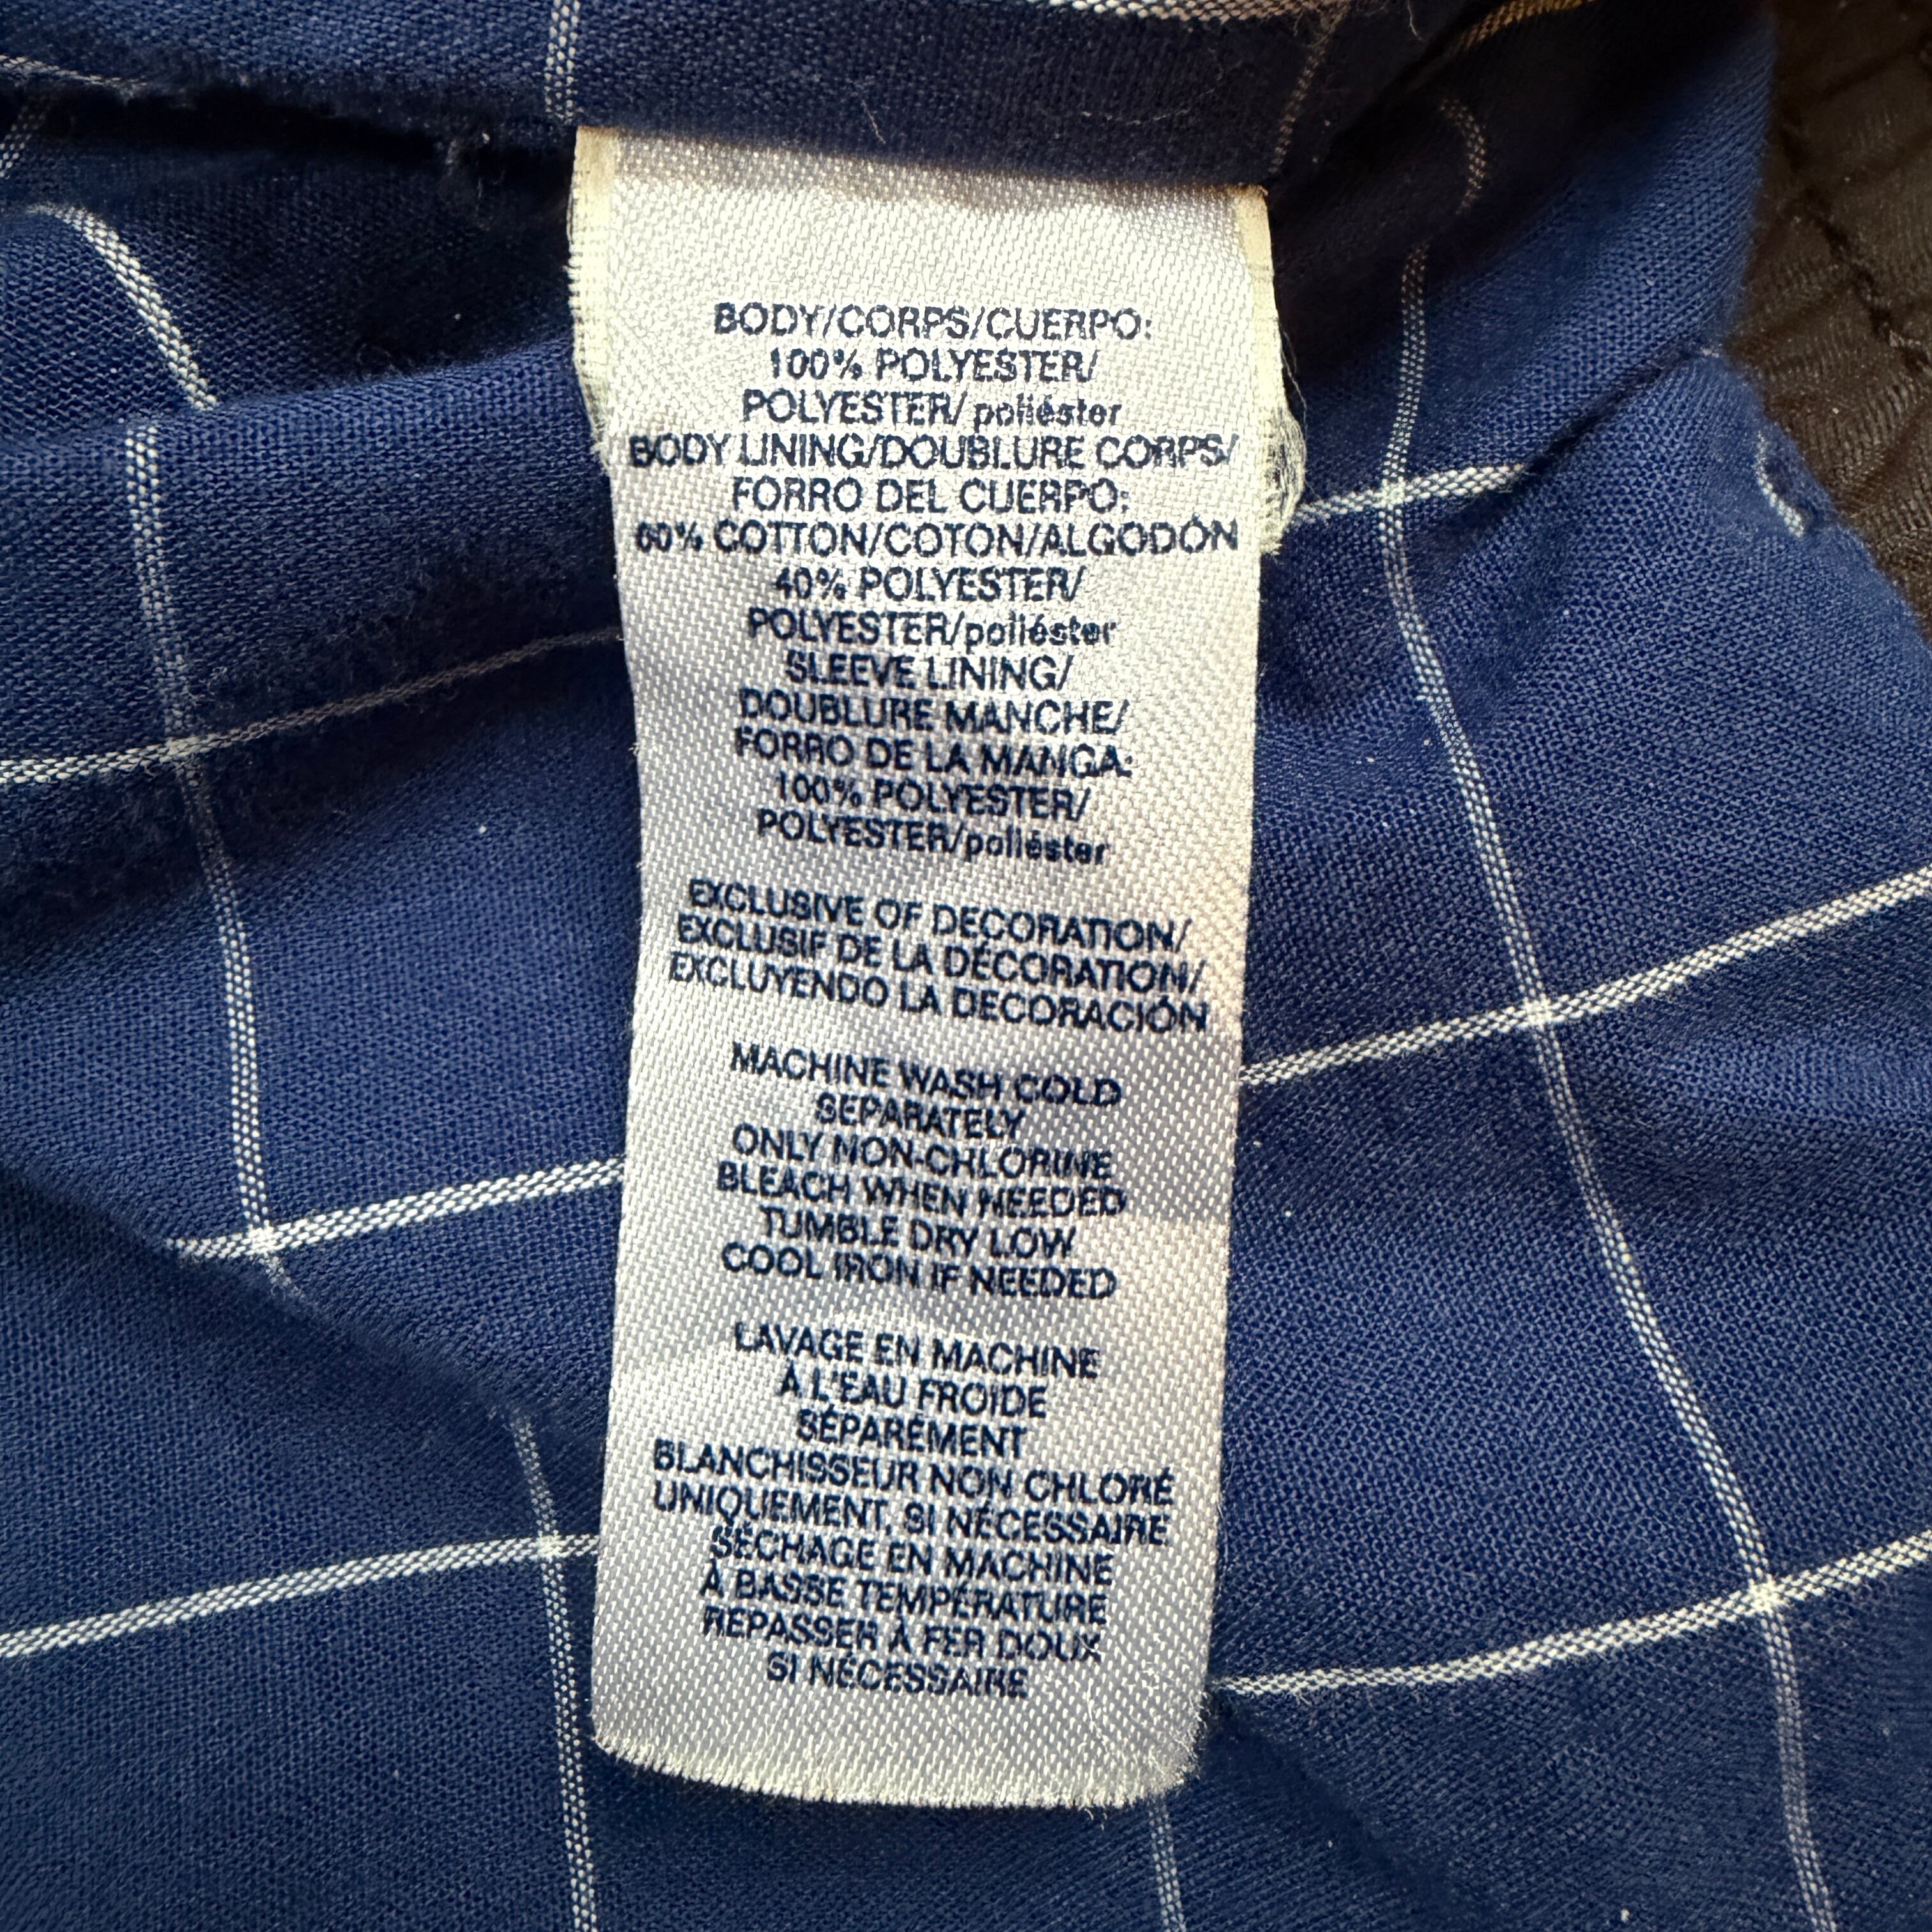 BODY/CORPS/CUERPO:
100% POLYESTER/
POLYESTER/poliéster
BODY LINING/DOUBLURE CORPS/
FORRO DEL CUERPO:
60% COTTON/COTON/ALGODÓN
40% POLYESTER/
POLYESTER/poliéster
SLEEVE LINING/
DOUBLURE MANCHE/
FORRO DE LA MANGA:
100% POLYESTER/
POLYESTER/poliéster
EXCLUSIVE OF DECORATION/
EXCLUSIF DE LA DÉCORATION/
EXCLUYENDO LA DECORACIÓN
MACHINE WASH COLD
SEPARATELY
ONLY NON-CHLORINE
BLEACH WHEN NEEDED
TUMBLE DRY LOW
COOL IRON IF NEEDED
LAVAGE EN MACHINE
À L'EAU FROIDE
SÉPARÉMENT
BLANCHISSEUR NON CHLORÉ
UNIQUEMENT, SI NÉCESSAIRE
SÉCHAGE EN MACHINE
À BASSE TEMPÉRATURE
REPASSER À FER DOUX
SI NÉCESSAIRE